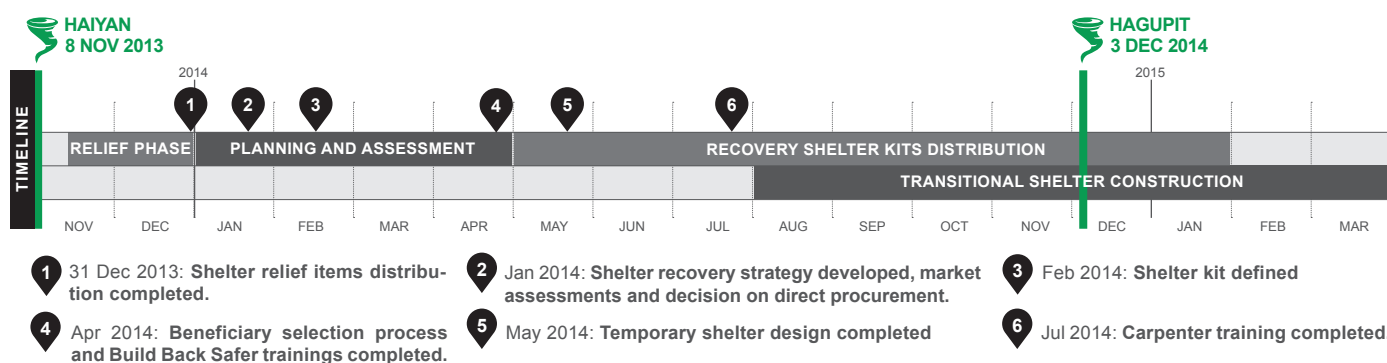 HAIYAN
8 NOV 2013
HAGUPIT
3 DEC 2014
TIMELINE
2014
2015
1
2
3
4
5
6
RELIEF PHASE
PLANNING AND ASSESSMENT
RECOVERY SHELTER KITS DISTRIBUTION
TRANSITIONAL SHELTER CONSTRUCTION
NOV DEC JAN FEB MAR APR MAY JUN JUL AUG SEP OCT NOV DEC JAN FEB MAR
1 31 Dec 2013: Shelter relief items distribu-
tion completed.
2 Jan 2014: Shelter recovery strategy developed, market
assessments and decision on direct procurement.
3 Feb 2014: Shelter kit defined
4 Apr 2014: Beneficiary selection process
and Build Back Safer trainings completed.
5 May 2014: Temporary shelter design completed
6 Jul 2014: Carpenter training completed